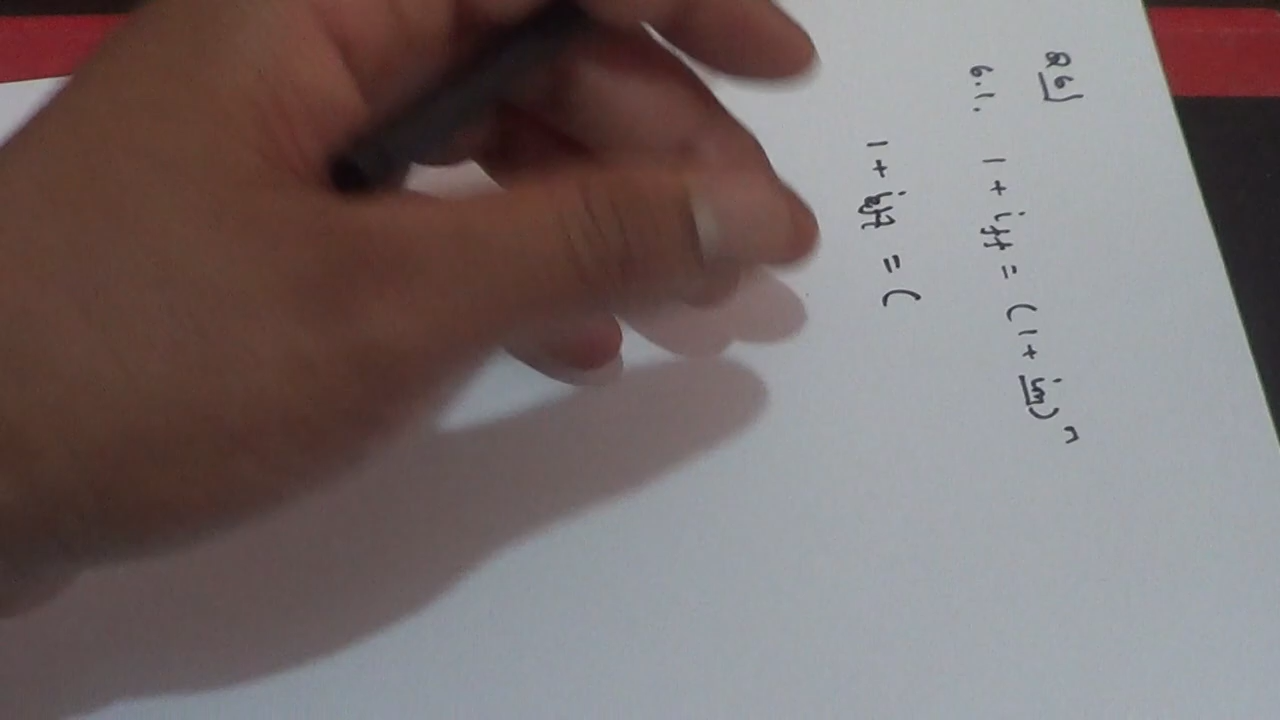 Q6)
6.1. 1 + ieff = (1 + im)ⁿ
1 + ieff = (